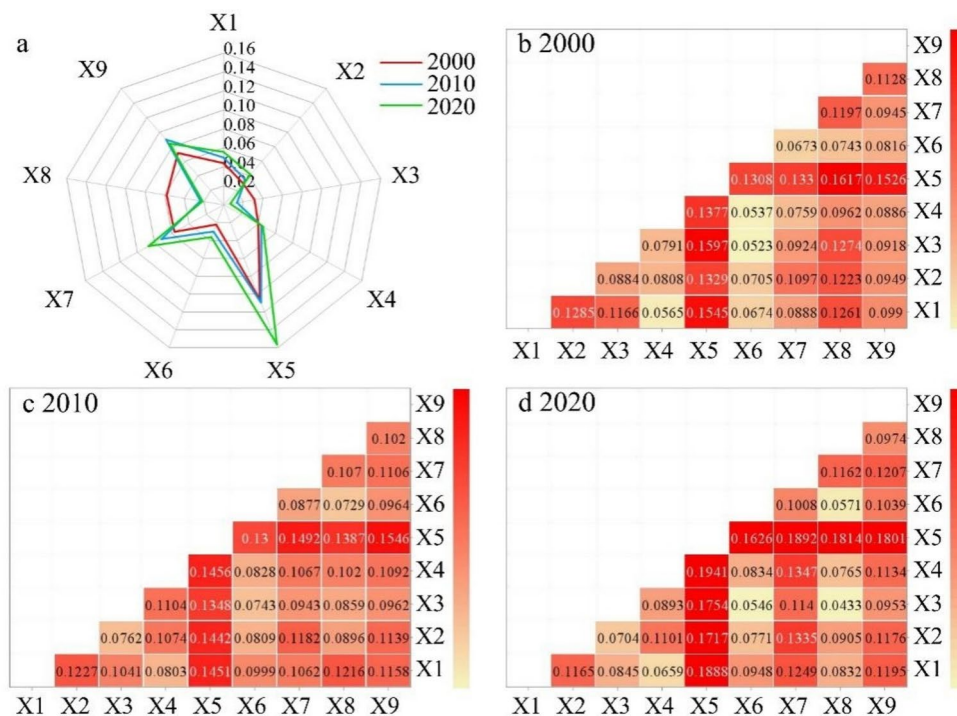 a
X1
X2
X3
X4
X5
X6
X7
X8
X9
0.16
0.14
0.12
0.10
0.08
0.06
0.04
0.02
2000
2010
2020
b 2000
X9
0.1128 X8
0.1197 0.0945 X7
0.0673 0.0743 0.0816 X6
0.1308 0.133 0.1617 0.1526 X5
0.1377 0.0537 0.0759 0.0962 0.0886 X4
0.0791 0.1597 0.0523 0.0924 0.1274 0.0918 X3
0.0884 0.0808 0.1329 0.0705 0.1097 0.1223 0.0949 X2
0.1285 0.1166 0.0565 0.1545 0.0674 0.0888 0.1261 0.099 X1
X1 X2 X3 X4 X5 X6 X7 X8 X9
c 2010
X9
0.102 X8
0.107 0.1106 X7
0.0877 0.0729 0.0964 X6
0.13 0.1492 0.1387 0.1546 X5
0.1456 0.0828 0.1067 0.102 0.1092 X4
0.1104 0.1348 0.0743 0.0943 0.0859 0.0962 X3
0.0762 0.1074 0.1442 0.0809 0.1182 0.0896 0.1139 X2
0.1227 0.1041 0.0803 0.1451 0.0999 0.1062 0.1216 0.1158 X1
X1 X2 X3 X4 X5 X6 X7 X8 X9
d 2020
X9
0.0974 X8
0.1162 0.1207 X7
0.1008 0.0571 0.1039 X6
0.1626 0.1892 0.1814 0.1801 X5
0.1941 0.0834 0.1347 0.0765 0.1134 X4
0.0893 0.1754 0.0546 0.114 0.0433 0.0953 X3
0.0704 0.1101 0.1717 0.0771 0.1335 0.0905 0.1176 X2
0.1165 0.0845 0.0659 0.1888 0.0948 0.1249 0.0832 0.1195 X1
X1 X2 X3 X4 X5 X6 X7 X8 X9